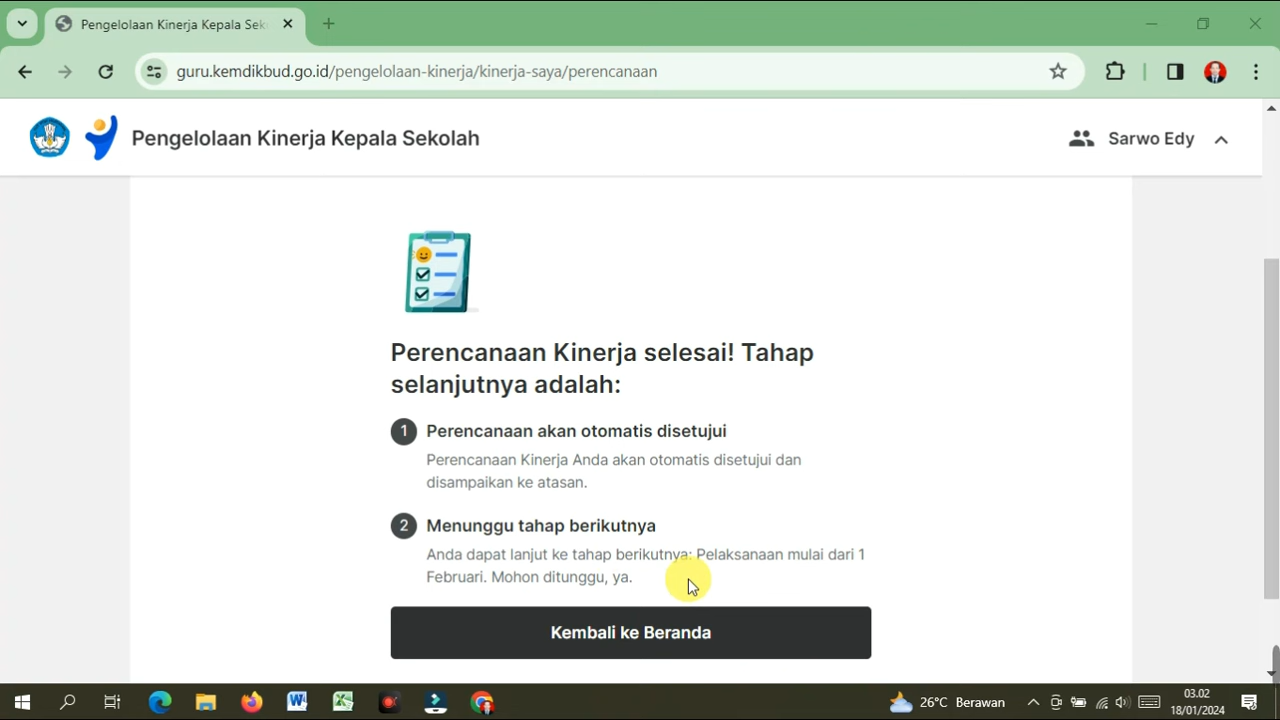 Pengelolaan Kinerja Kepala Sek
guru.kemdikbud.go.id/pengelolaan-kinerja/kinerja-saya/perencanaan
Pengelolaan Kinerja Kepala Sekolah
Sarwo Edy
Perencanaan Kinerja selesai! Tahap
selanjutnya adalah:
1 Perencanaan akan otomatis disetujui
Perencanaan Kinerja Anda akan otomatis disetujui dan
disampaikan ke atasan.
2 Menunggu tahap berikutnya
Anda dapat lanjut ke tahap berikutnya: Pelaksanaan mulai dari 1
Februari. Mohon ditunggu, ya.
Kembali ke Beranda
26°C Berawan
03.02
18/01/2024